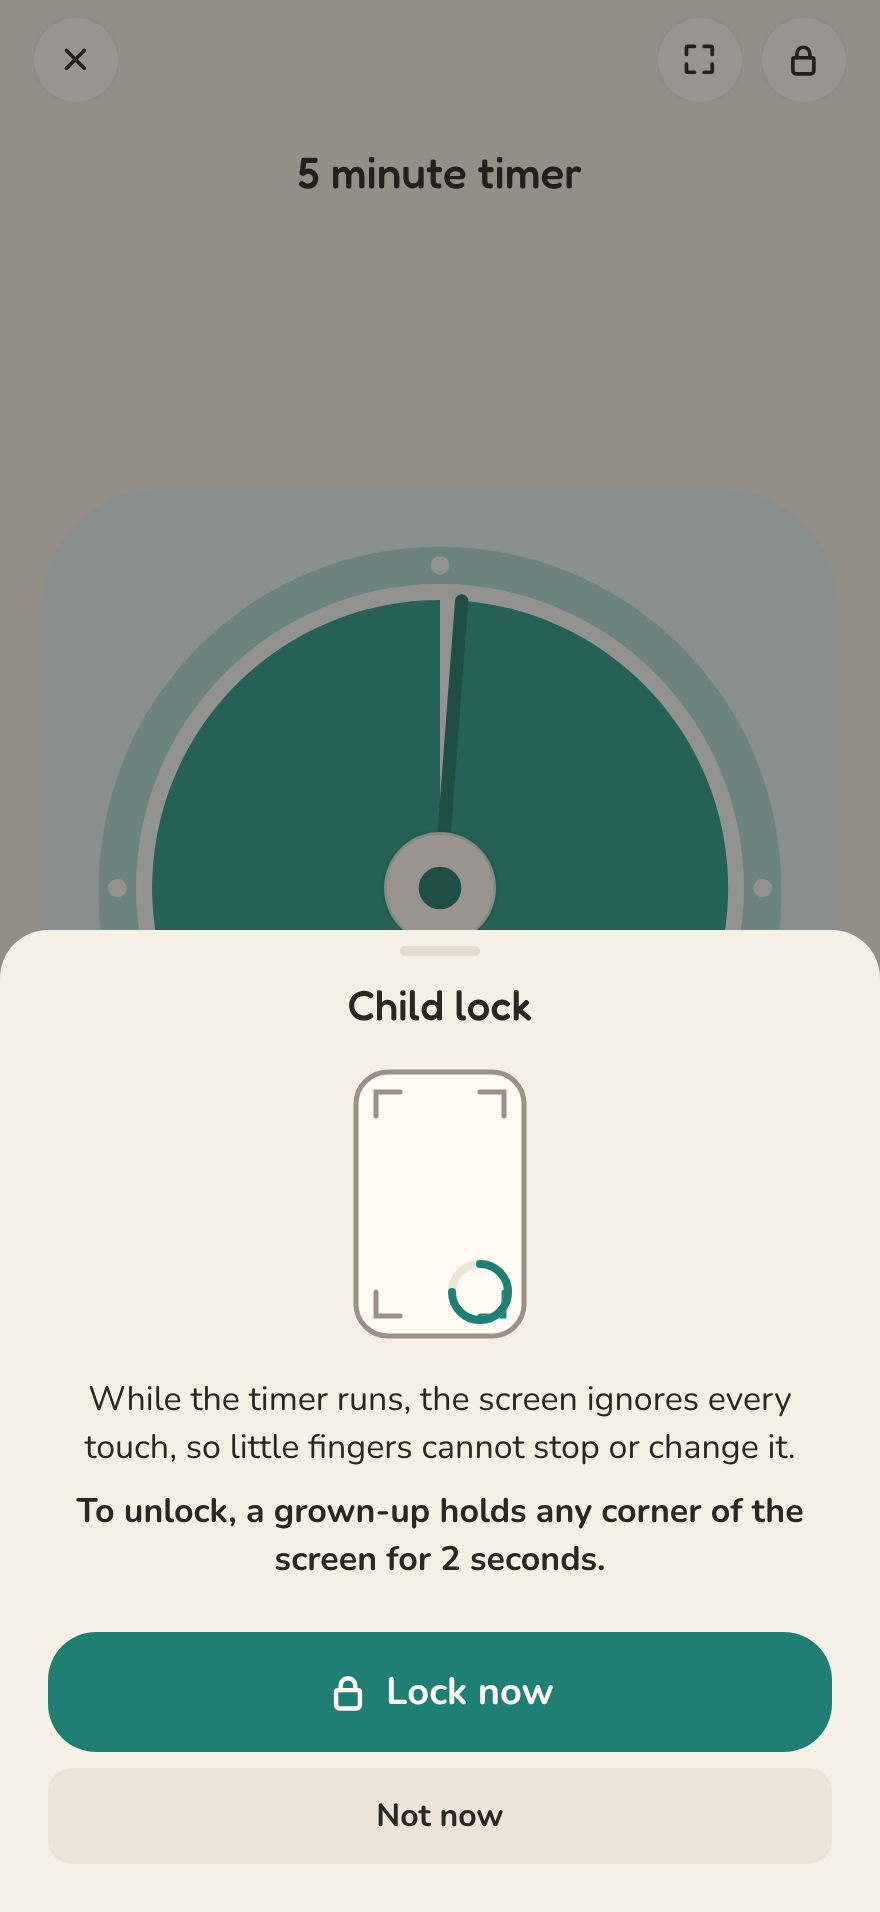 5 minute timer
Child lock
While the timer runs, the screen ignores every
touch, so little fingers cannot stop or change it.
To unlock, a grown-up holds any corner of the
screen for 2 seconds.
Lock now
Not now